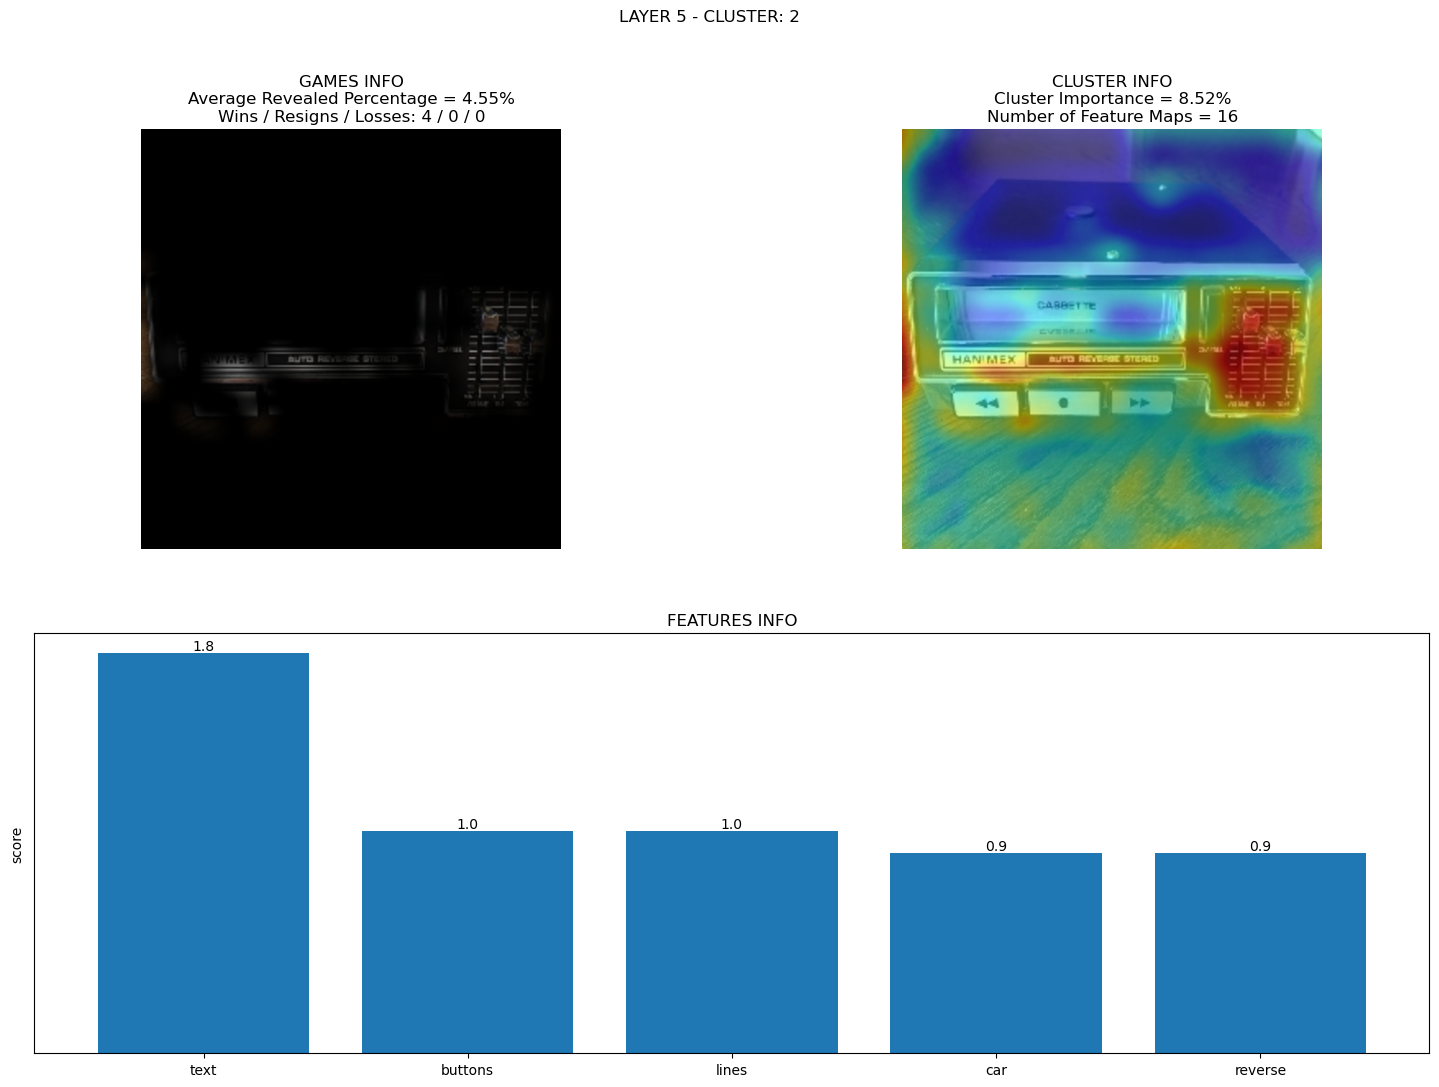 LAYER 5 - CLUSTER: 2
GAMES INFO
Average Revealed Percentage = 4.55%
Wins / Resigns / Losses: 4 / 0 / 0
HANIMEX AUTO REVERSE STEREO
CLUSTER INFO
Cluster Importance = 8.52%
Number of Feature Maps = 16
CASSETTE
HANIMEX AUTO REVERSE STEREO
FEATURES INFO
score
1.8
1.0
1.0
0.9
0.9
text
buttons
lines
car
reverse